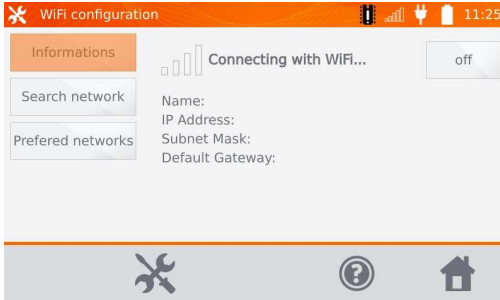 WiFi configuration
11:25
Informations
Connecting with WiFi...
off
Search network
Prefered networks
Name:
IP Address:
Subnet Mask:
Default Gateway:
?